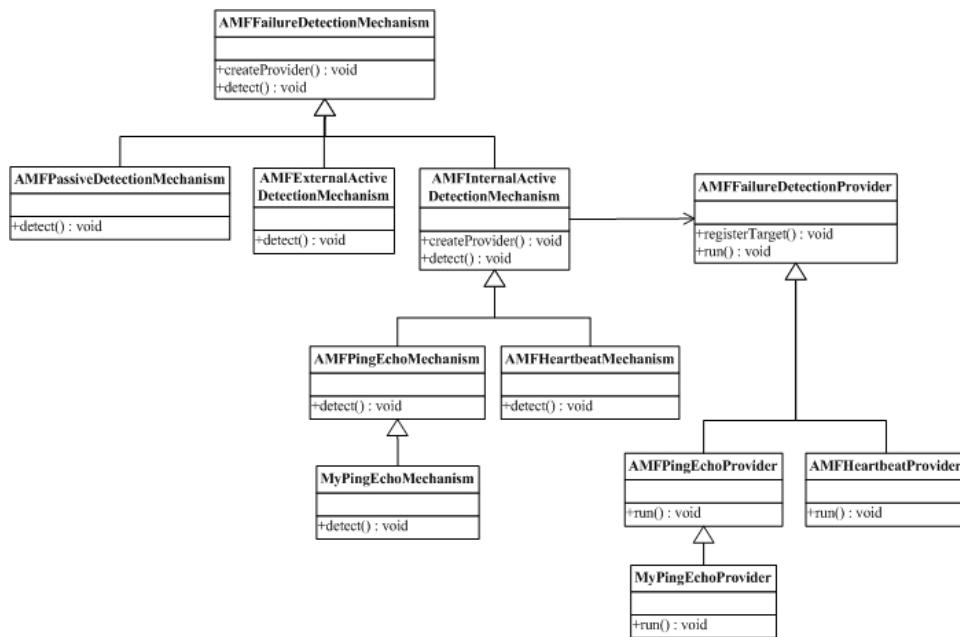 AMFFailureDetectionMechanism
+createProvider() : void
+detect() : void
AMFPassiveDetectionMechanism
+detect() : void
AMFExternalActive
DetectionMechanism
+detect() : void
AMFInternalActive
DetectionMechanism
+createProvider() : void
+detect() : void
AMFFailureDetectionProvider
+registerTarget() : void
+run() : void
AMFPingEchoMechanism
+detect() : void
AMFHeartbeatMechanism
+detect() : void
MyPingEchoMechanism
+detect() : void
AMFPingEchoProvider
+run() : void
AMFHeartbeatProvider
+run() : void
MyPingEchoProvider
+run() : void